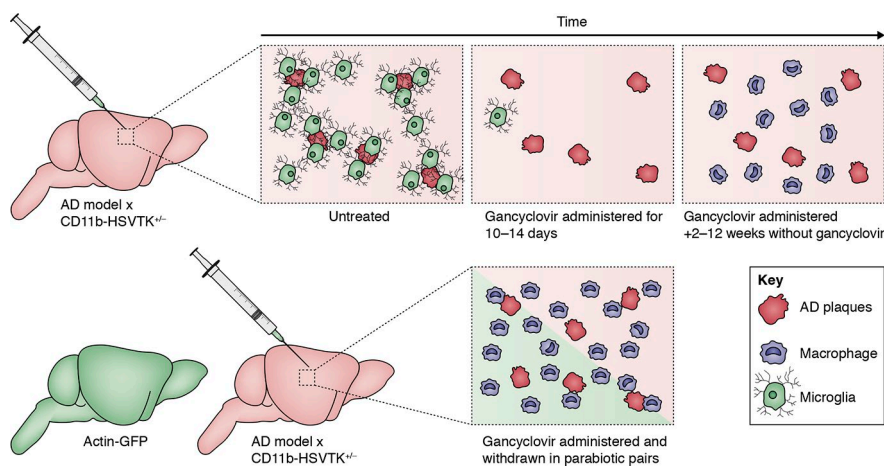 Time
AD model x
CD11b-HSVTK+/–
Untreated
Gancyclovir administered for
10–14 days
Gancyclovir administered
+2–12 weeks without gancyclovir
Key
AD plaques
Macrophage
Microglia
Actin-GFP
AD model x
CD11b-HSVTK+/–
Gancyclovir administered and
withdrawn in parabiotic pairs